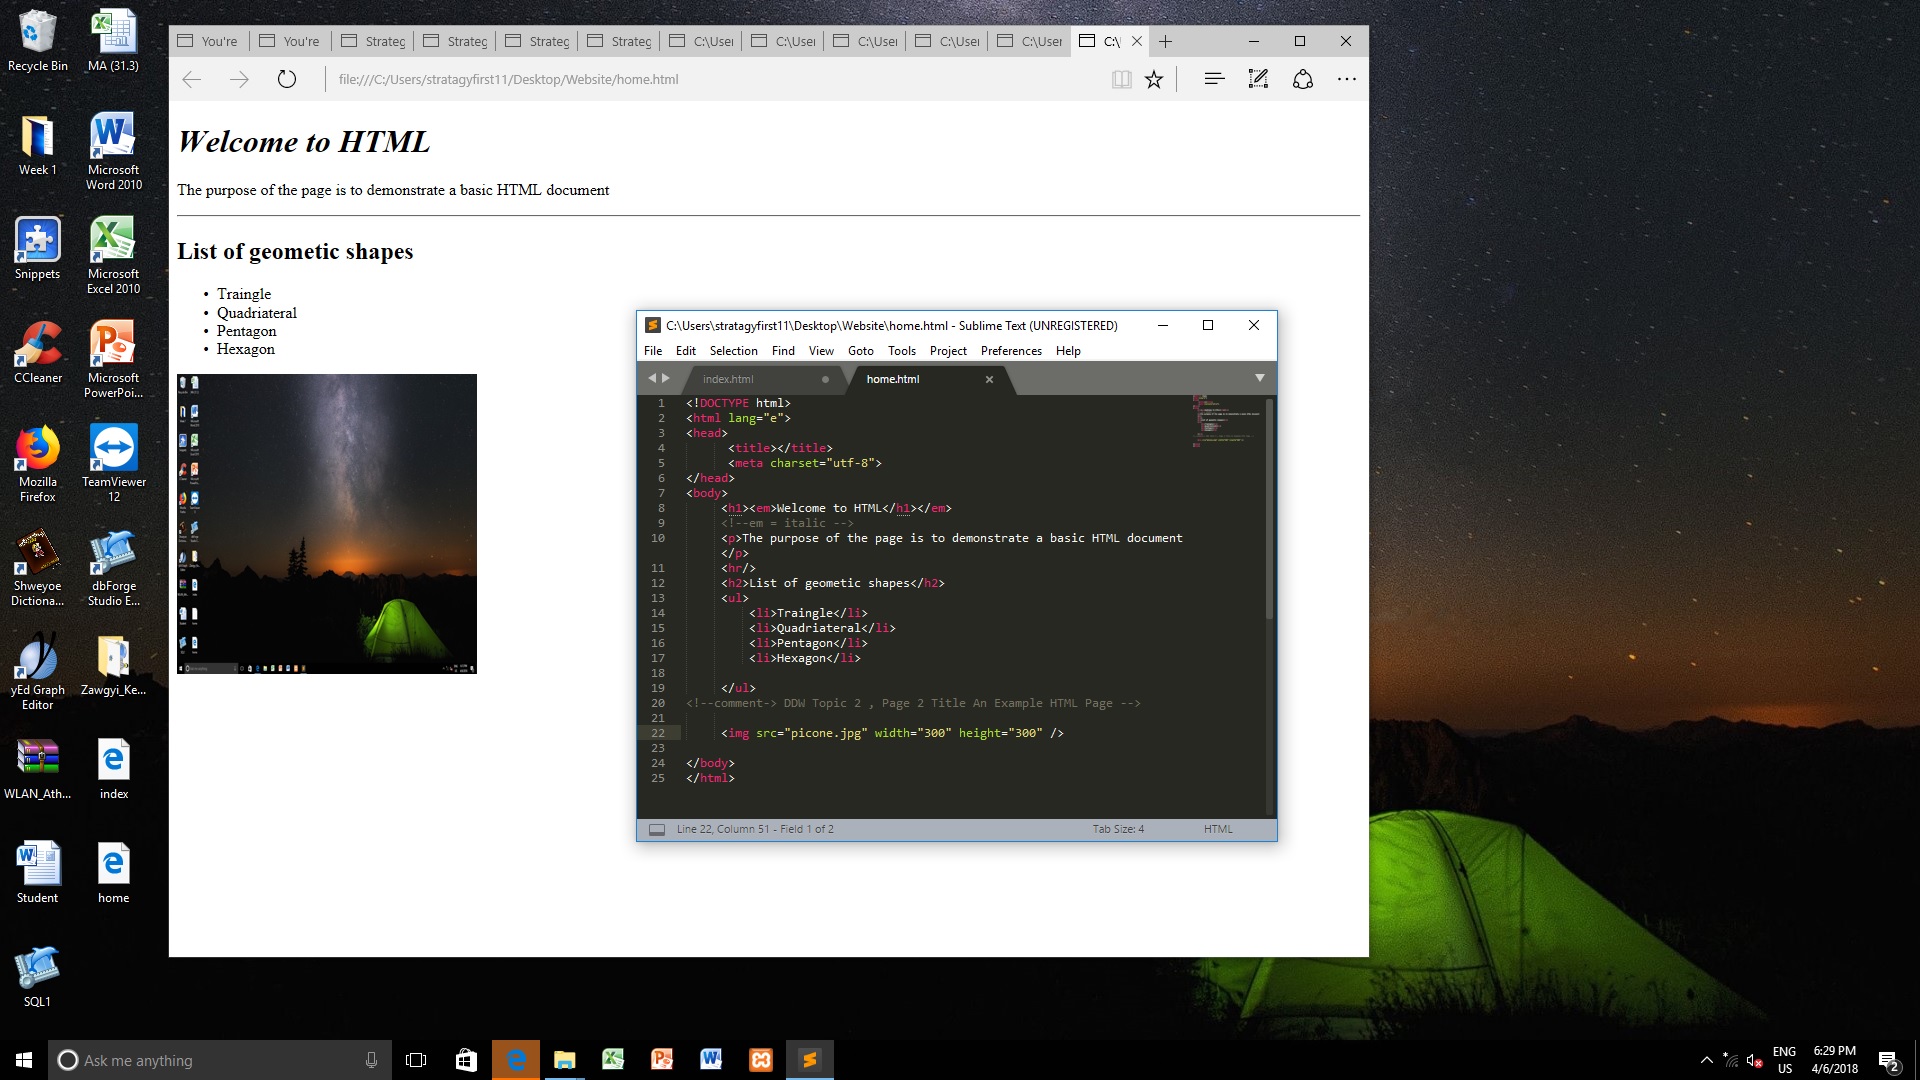 Recycle Bin
MA (31.3)
Week 1
Microsoft Word 2010
Snippets
Microsoft Excel 2010
CCleaner
Microsoft PowerPoi...
Mozilla Firefox
TeamViewer 12
Shweyoe Dictiona...
dbForge Studio E...
yEd Graph Editor
Zawgyi_Ke...
WLAN_Ath...
index
Student
home
SQL1
You're
You're
Strateg
Strateg
Strateg
Strateg
C:\User
C:\User
C:\User
C:\User
C:\User
C:\
file:///C:/Users/stratagyfirst11/Desktop/Website/home.html
Welcome to HTML
The purpose of the page is to demonstrate a basic HTML document
List of geometic shapes
• Traingle
• Quadriateral
• Pentagon
• Hexagon
C:\Users\stratagyfirst11\Desktop\Website\home.html - Sublime Text (UNREGISTERED)
File Edit Selection Find View Goto Tools Project Preferences Help
index.html
home.html
1 <!DOCTYPE html>
2 <html lang="e">
3 <head>
4 <title></title>
5 <meta charset="utf-8">
6 </head>
7 <body>
8 <h1><em>Welcome to HTML</h1></em>
9 <!--em = italic -->
10 <p>The purpose of the page is to demonstrate a basic HTML document
</p>
11 <hr/>
12 <h2>List of geometic shapes</h2>
13 <ul>
14 <li>Traingle</li>
15 <li>Quadriateral</li>
16 <li>Pentagon</li>
17 <li>Hexagon</li>
18
19 </ul>
20 <!--comment-> DDW Topic 2 , Page 2 Title An Example HTML Page -->
21
22 <img src="picone.jpg" width="300" height="300" />
23
24 </body>
25 </html>
Line 22, Column 51 - Field 1 of 2
Tab Size: 4
HTML
Ask me anything
ENG
US
6:29 PM
4/6/2018
2